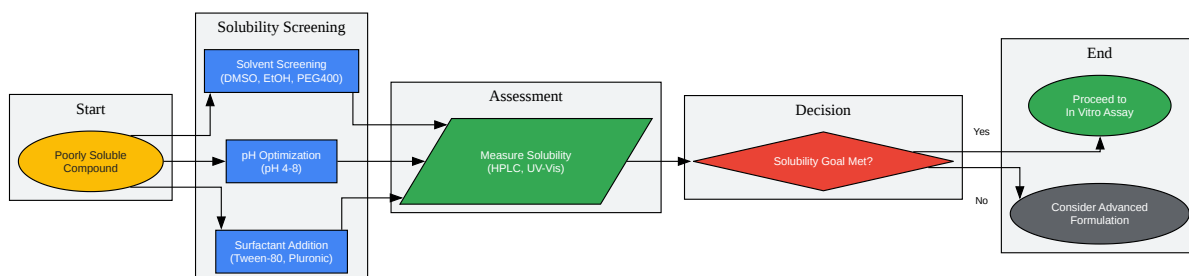 Start
Poorly Soluble
Compound
Solubility Screening
Solvent Screening
(DMSO, EtOH, PEG400)
pH Optimization
(pH 4-8)
Surfactant Addition
(Tween-80, Pluronic)
Assessment
Measure Solubility
(HPLC, UV-Vis)
Decision
Solubility Goal Met?
Yes
No
End
Proceed to
In Vitro Assay
Consider Advanced
Formulation